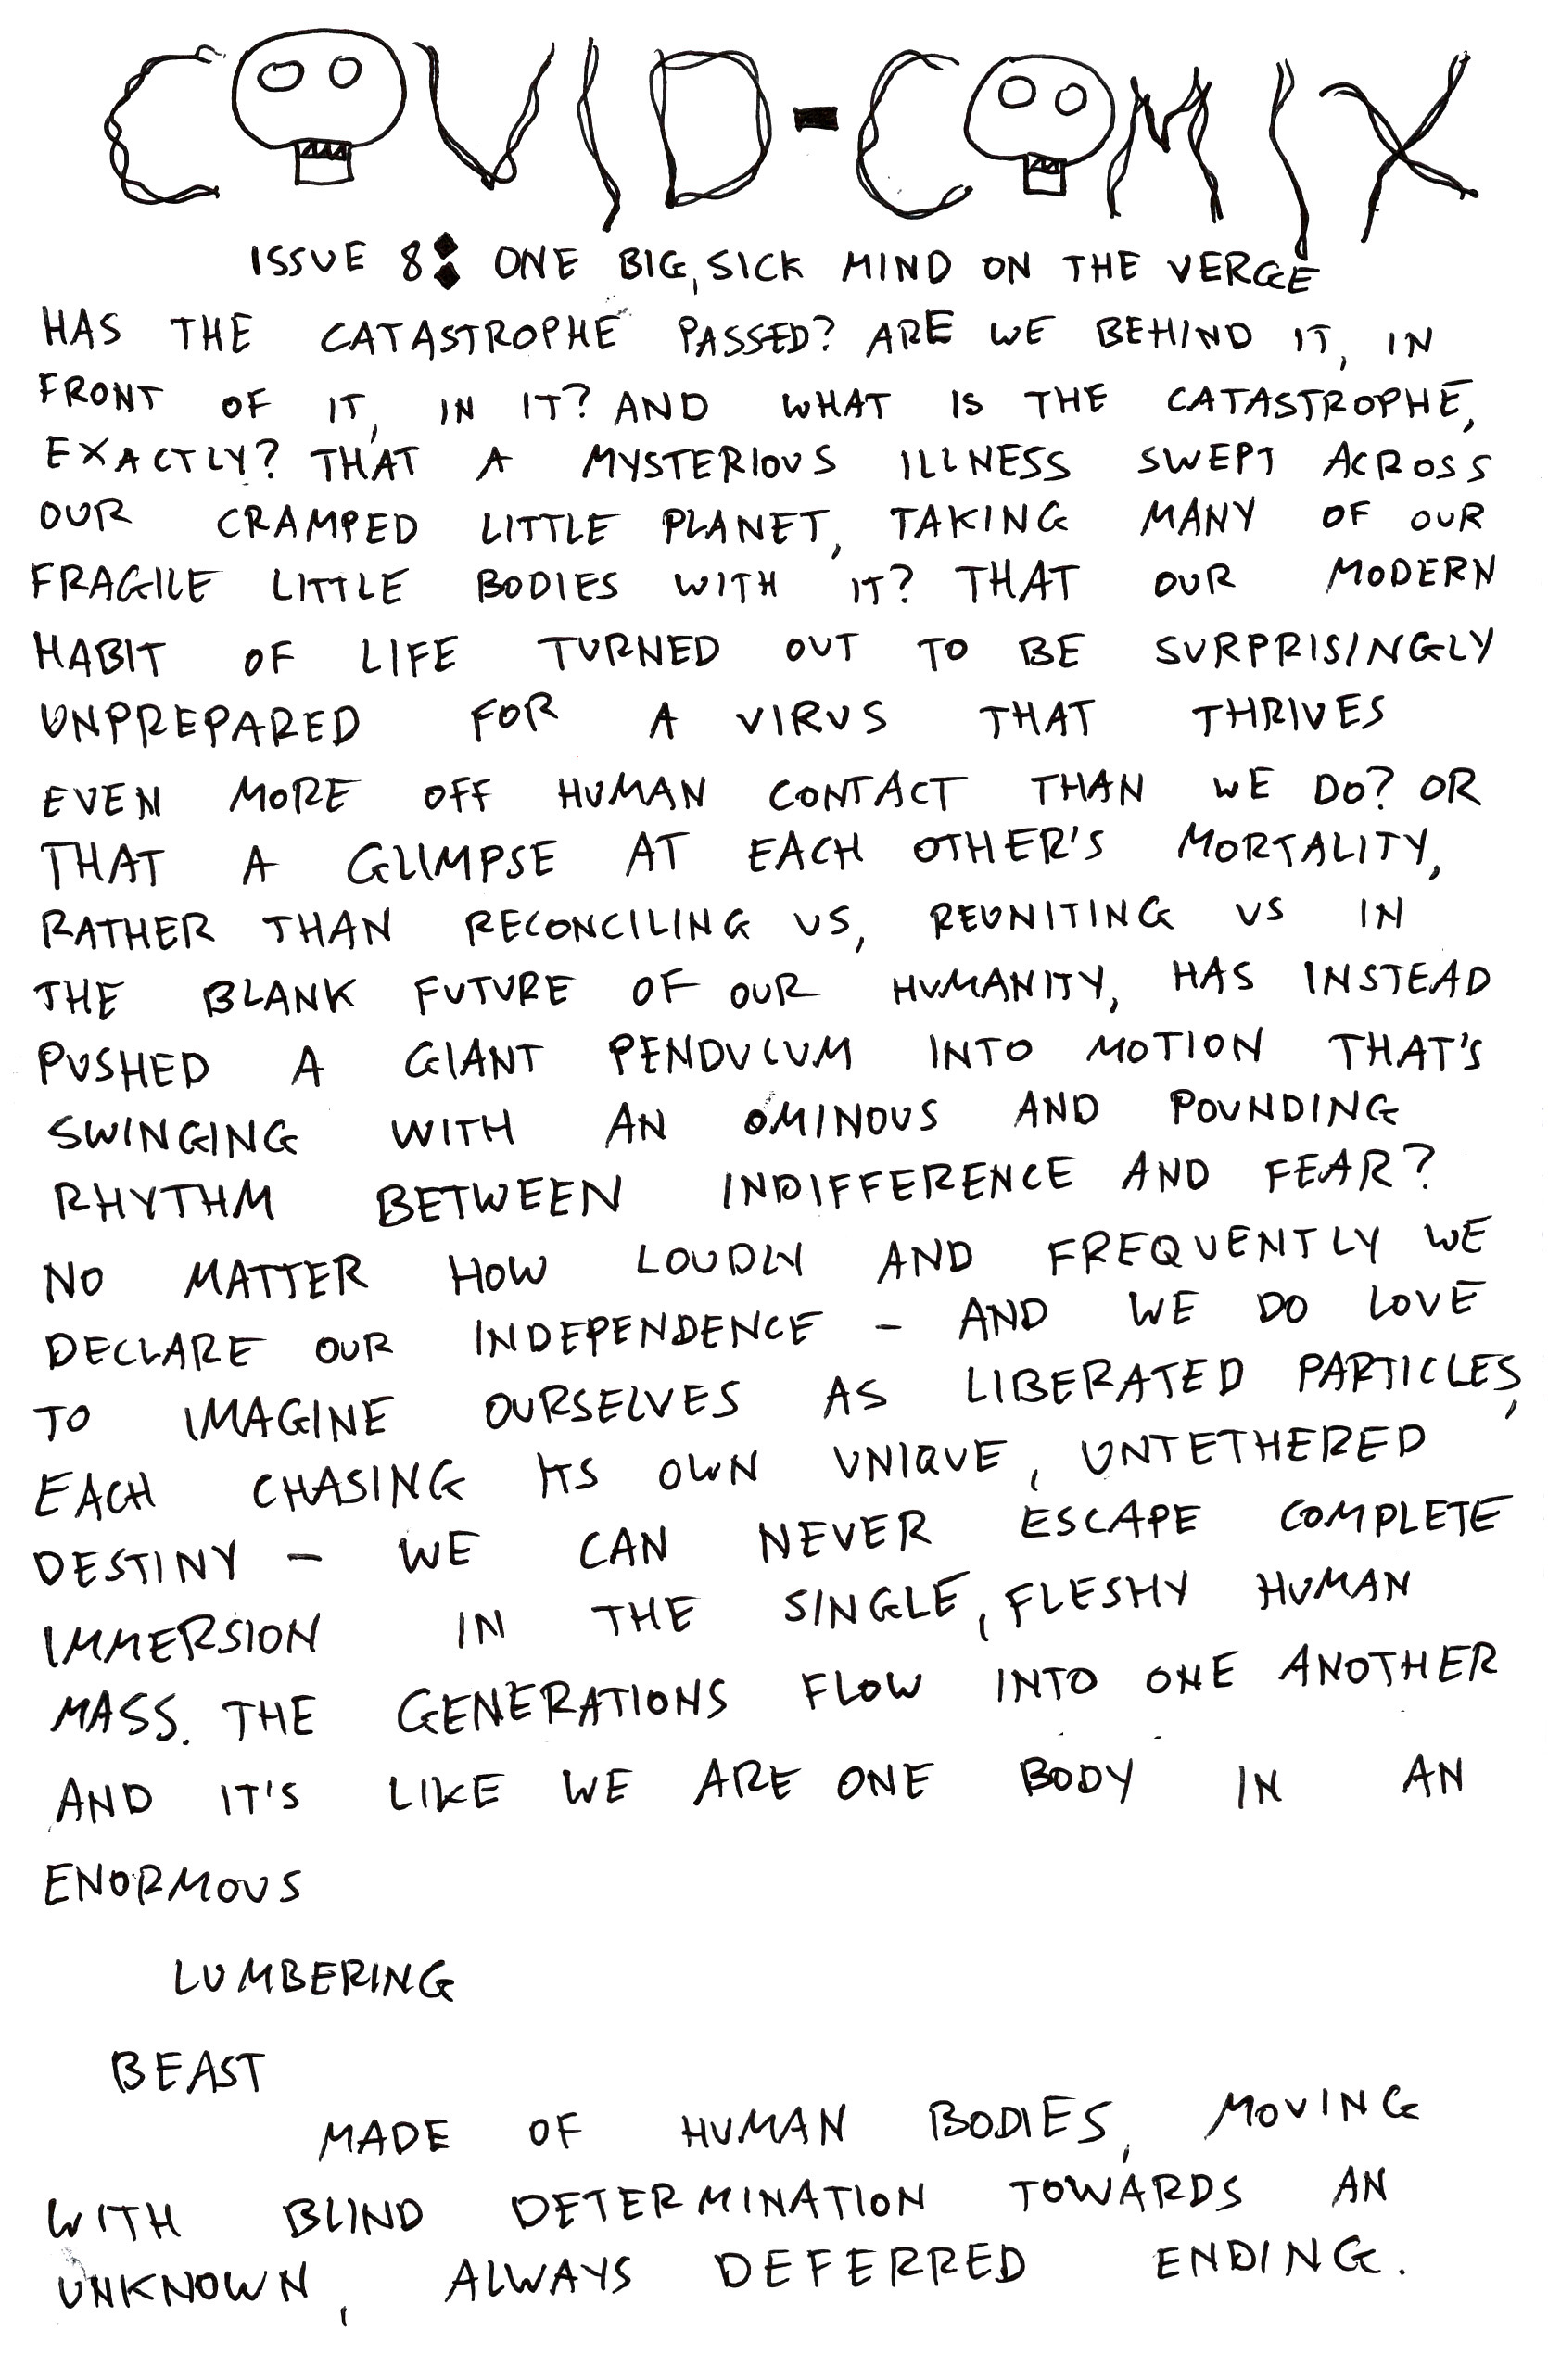 COVID-COMIX
ISSUE 8: ONE BIG, SICK MIND ON THE VERGE
HAS THE CATASTROPHE PASSED? ARE WE BEHIND IT, IN
FRONT OF IT, IN IT? AND WHAT IS THE CATASTROPHE,
EXACTLY? THAT A MYSTERIOUS ILLNESS SWEPT ACROSS
OUR CRAMPED LITTLE PLANET, TAKING MANY OF OUR
FRAGILE LITTLE BODIES WITH IT? THAT OUR MODERN
HABIT OF LIFE TURNED OUT TO BE SURPRISINGLY
UNPREPARED FOR A VIRUS THAT THRIVES
EVEN MORE OFF HUMAN CONTACT THAN WE DO? OR
THAT A GLIMPSE AT EACH OTHER'S MORTALITY,
RATHER THAN RECONCILING US, REUNITING US IN
THE BLANK FUTURE OF OUR HUMANITY, HAS INSTEAD
PUSHED A GIANT PENDULUM INTO MOTION THAT'S
SWINGING WITH AN OMINOUS AND POUNDING
RHYTHM BETWEEN INDIFFERENCE AND FEAR?
NO MATTER HOW LOUDLY AND FREQUENTLY WE
DECLARE OUR INDEPENDENCE - AND WE DO LOVE
TO IMAGINE OURSELVES AS LIBERATED PARTICLES,
EACH CHASING ITS OWN UNIQUE, UNTETHERED
DESTINY - WE CAN NEVER ESCAPE COMPLETE
IMMERSION IN THE SINGLE, FLESHY HUMAN
MASS. THE GENERATIONS FLOW INTO ONE ANOTHER
AND IT'S LIKE WE ARE ONE BODY IN AN
ENORMOUS
LUMBERING
BEAST
MADE OF HUMAN BODIES, MOVING
WITH BLIND DETERMINATION TOWARDS AN
UNKNOWN, ALWAYS DEFERRED ENDING.